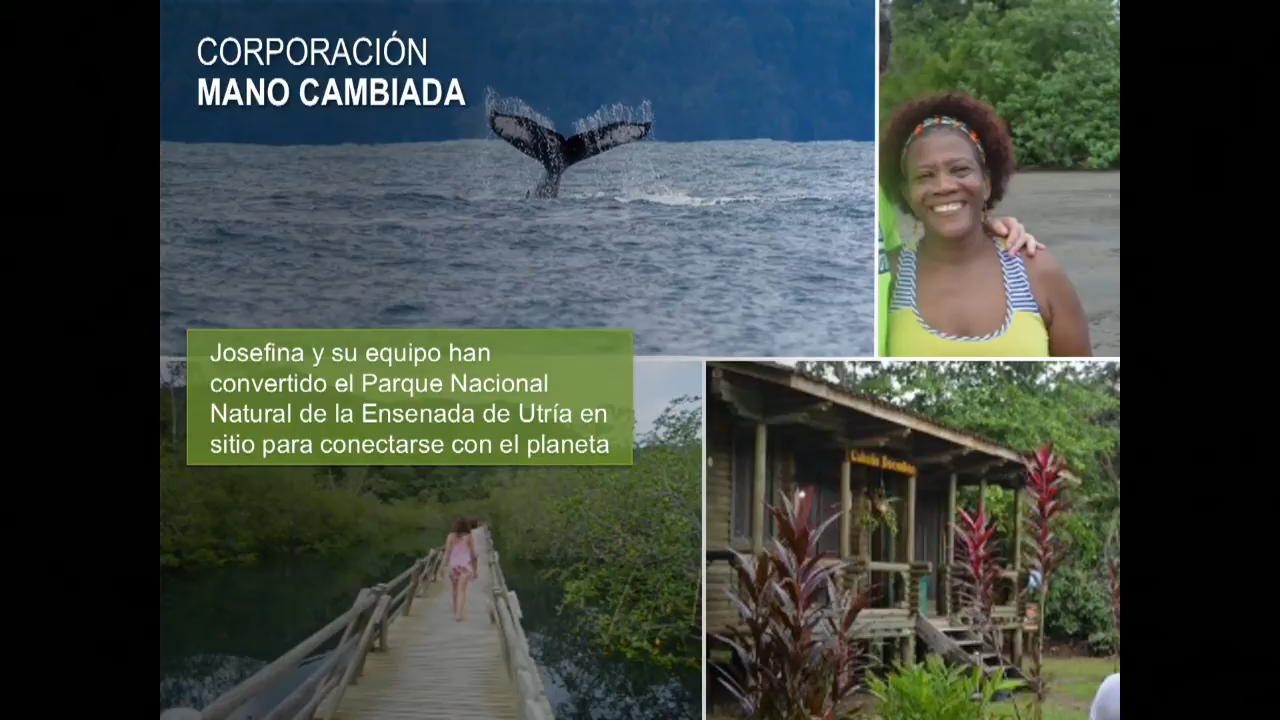 CORPORACIÓN
MANO CAMBIADA
Josefina y su equipo han
convertido el Parque Nacional
Natural de la Ensenada de Utría en
sitio para conectarse con el planeta